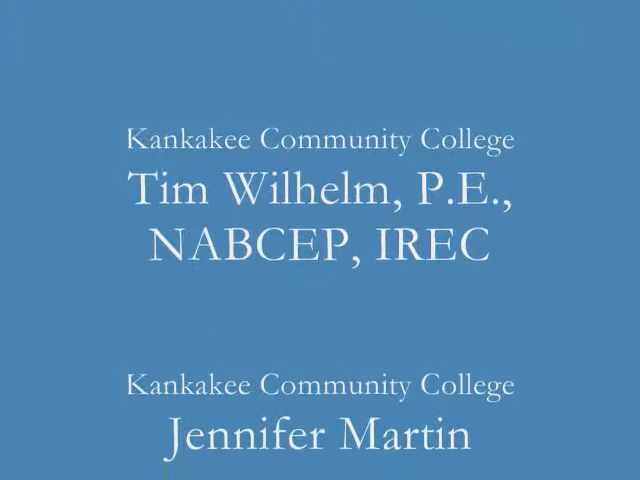 Kankakee Community College
Tim Wilhelm, P.E.,
NABCEP, IREC
Kankakee Community College
Jennifer Martin